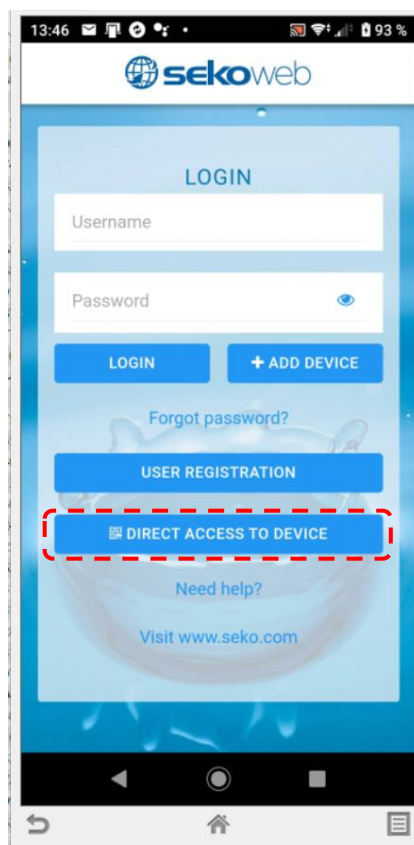 13:46 93 %
sekoweb
LOGIN
Username
Password
LOGIN + ADD DEVICE
Forgot password?
USER REGISTRATION
DIRECT ACCESS TO DEVICE
Need help?
Visit www.seko.com